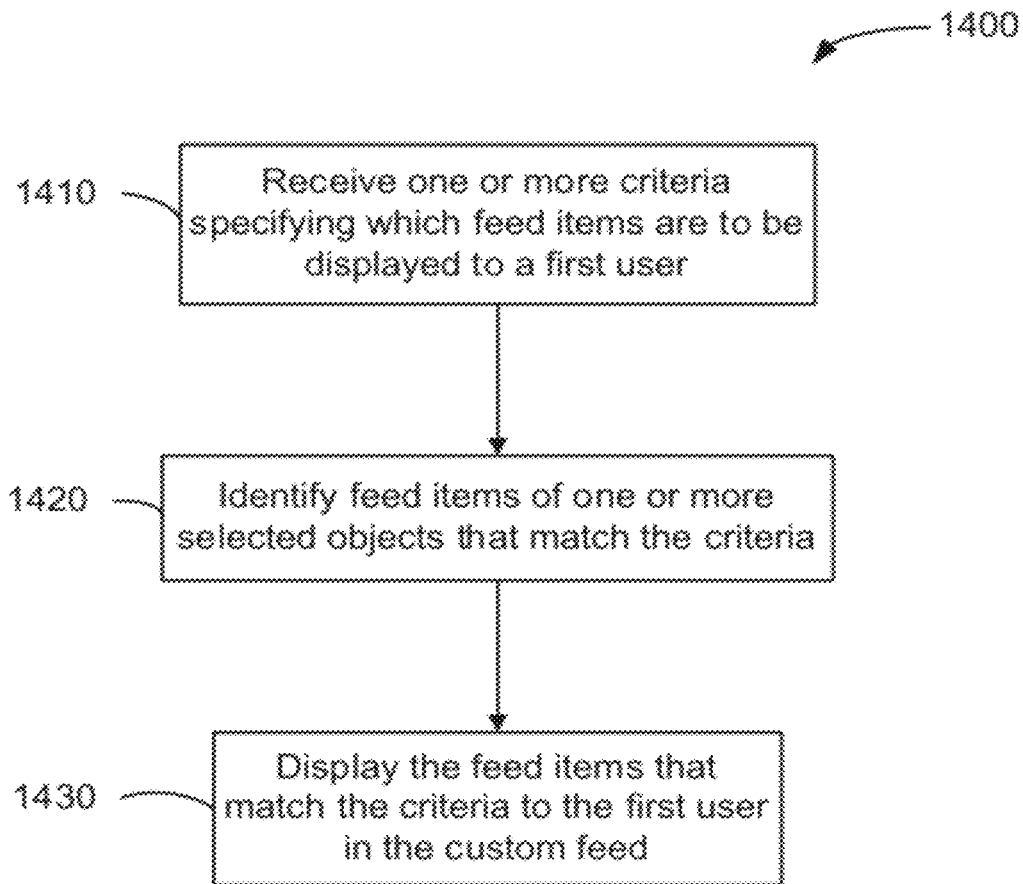 1400
1410
Receive one or more criteria
specifying which feed items are to be
displayed to a first user
1420
Identify feed items of one or more
selected objects that match the criteria
1430
Display the feed items that
match the criteria to the first user
in the custom feed